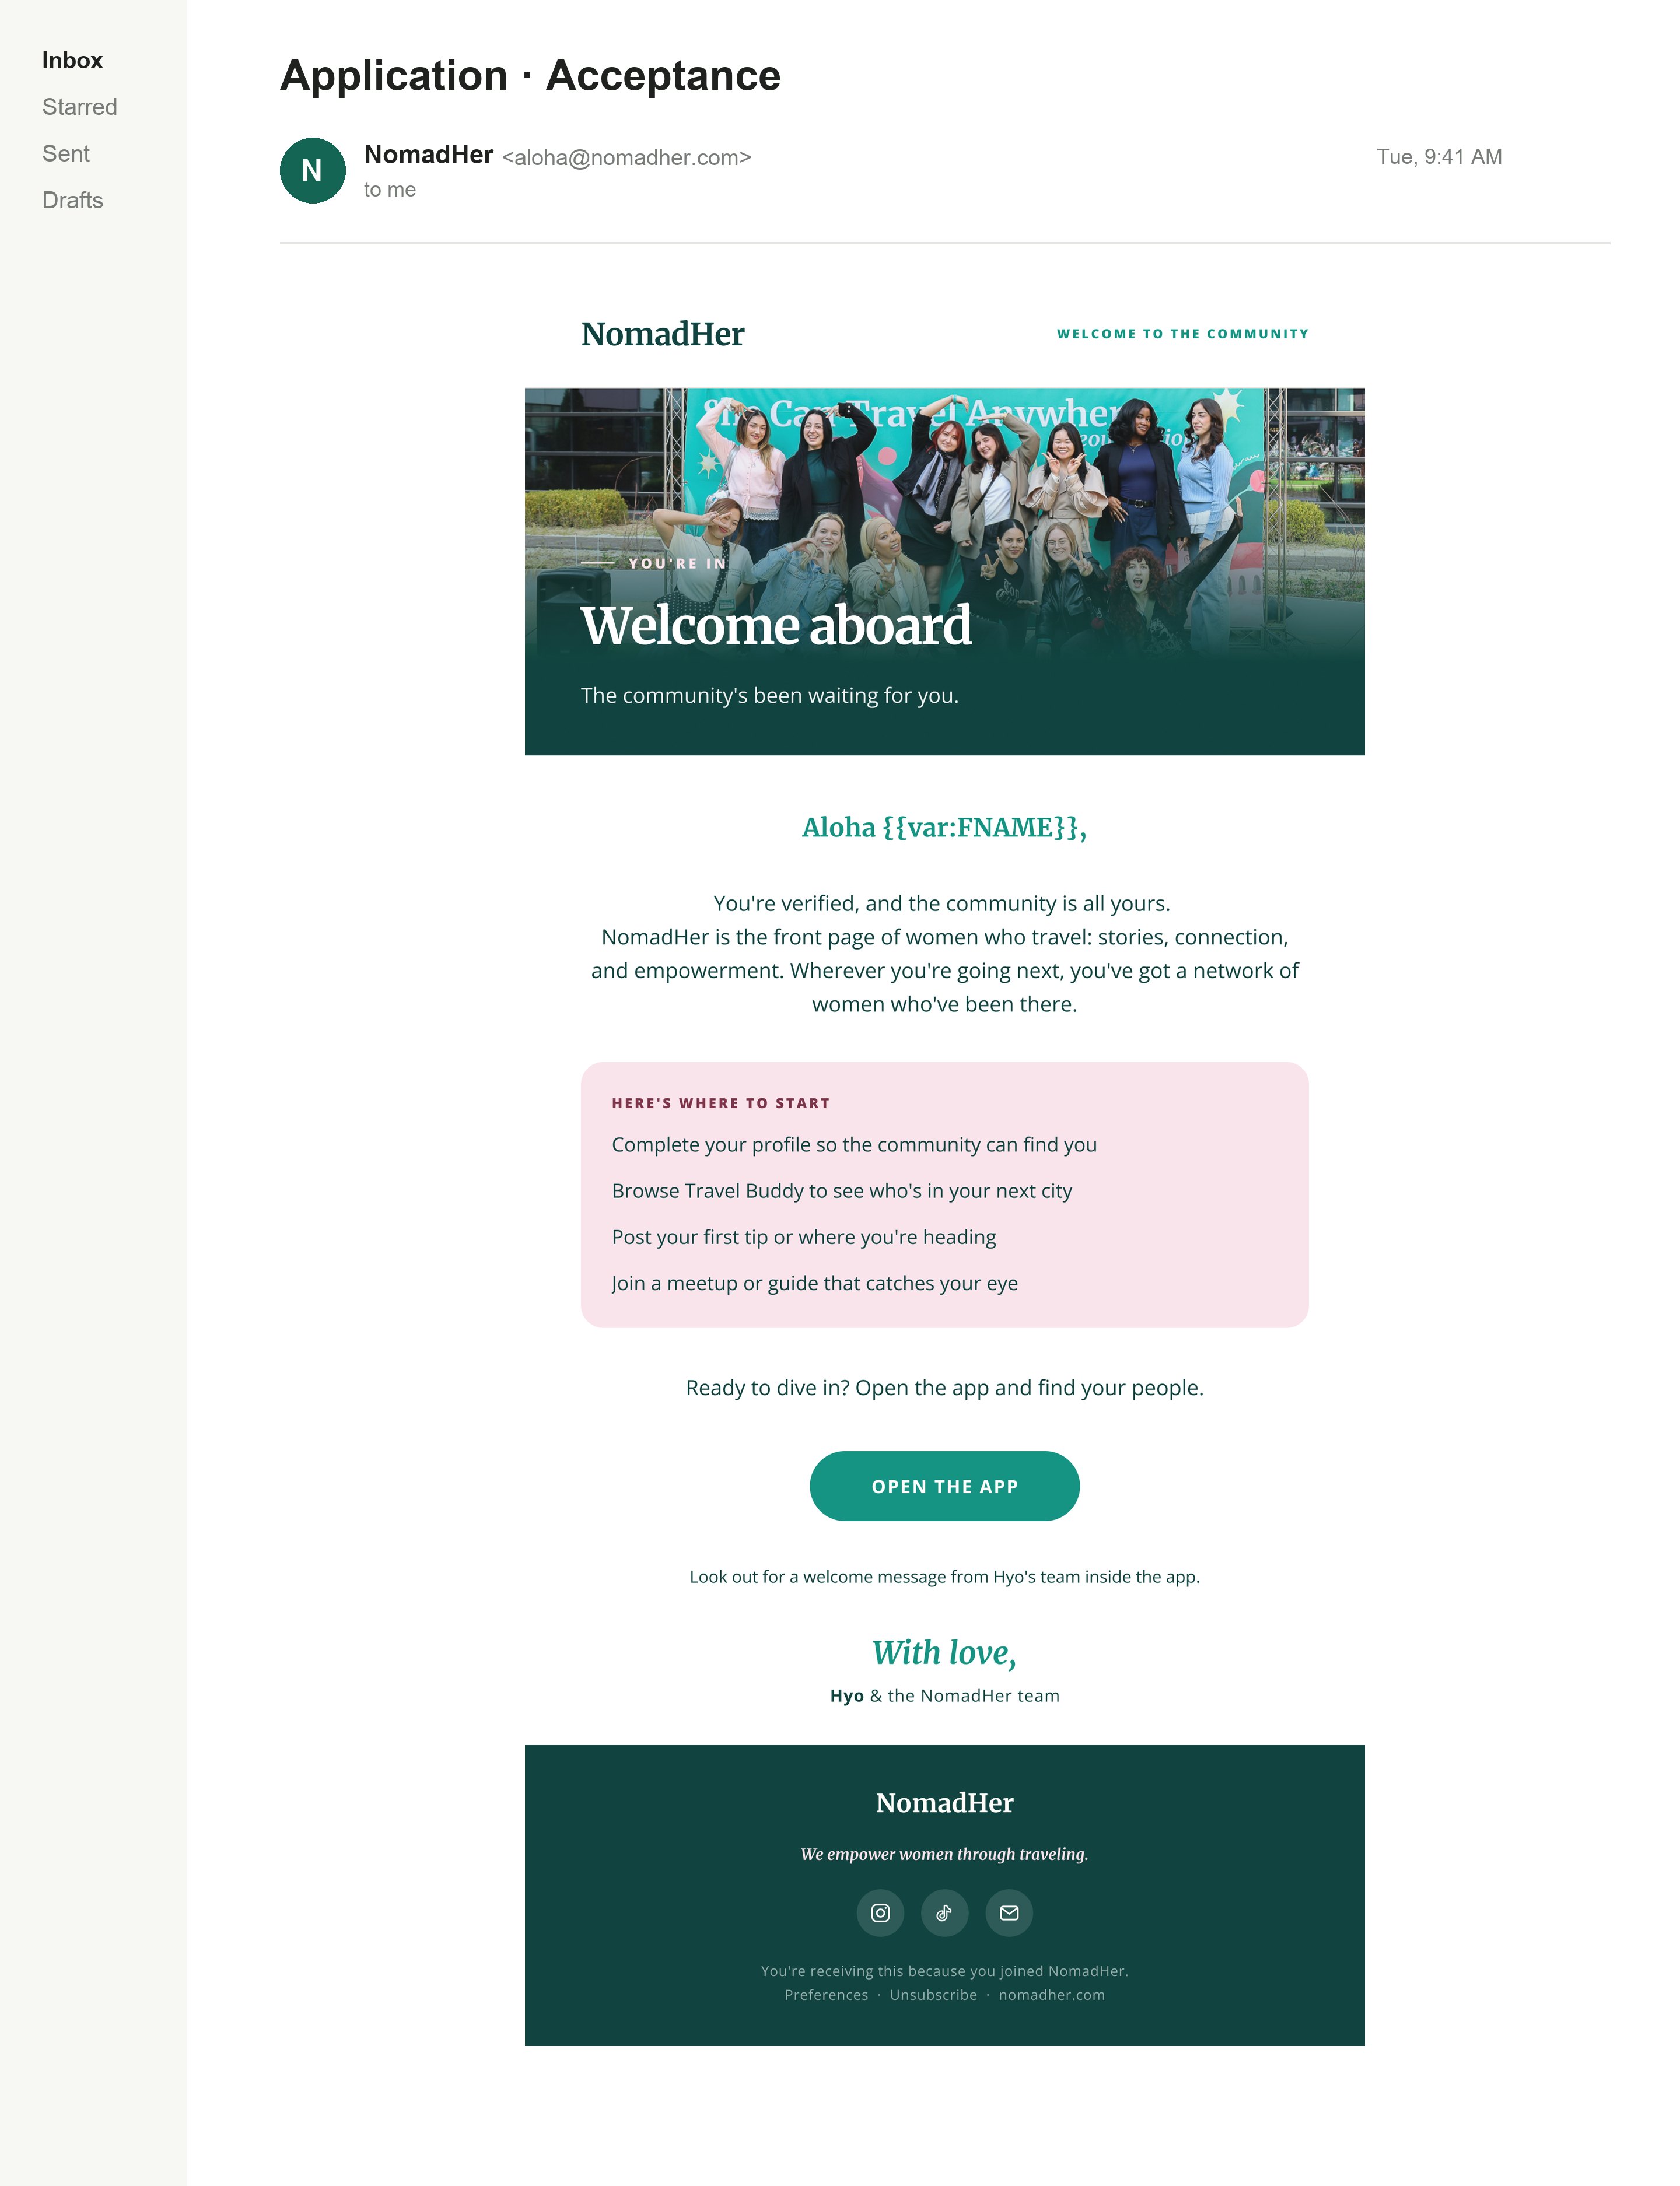 Inbox
Starred
Sent
Drafts
Application · Acceptance
N
NomadHer <aloha@nomadher.com>
Tue, 9:41 AM
to me
NomadHer
WELCOME TO THE COMMUNITY
She Can Travel Anywher
YOU'RE IN
Welcome aboard
The community's been waiting for you.
Aloha {{var:FNAME}},
You're verified, and the community is all yours.
NomadHer is the front page of women who travel: stories, connection,
and empowerment. Wherever you're going next, you've got a network of
women who've been there.
HERE'S WHERE TO START
Complete your profile so the community can find you
Browse Travel Buddy to see who's in your next city
Post your first tip or where you're heading
Join a meetup or guide that catches your eye
Ready to dive in? Open the app and find your people.
OPEN THE APP
Look out for a welcome message from Hyo's team inside the app.
With love,
Hyo & the NomadHer team
NomadHer
We empower women through traveling.
You're receiving this because you joined NomadHer.
Preferences · Unsubscribe · nomadher.com